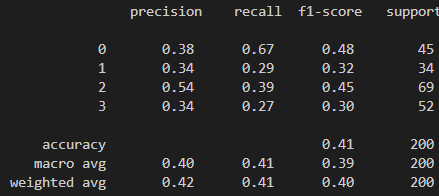 precision recall f1-score support
0 0.38 0.67 0.48 45
1 0.34 0.29 0.32 34
2 0.54 0.39 0.45 69
3 0.34 0.27 0.30 52
accuracy 0.41 200
macro avg 0.40 0.41 0.39 200
weighted avg 0.42 0.41 0.40 200